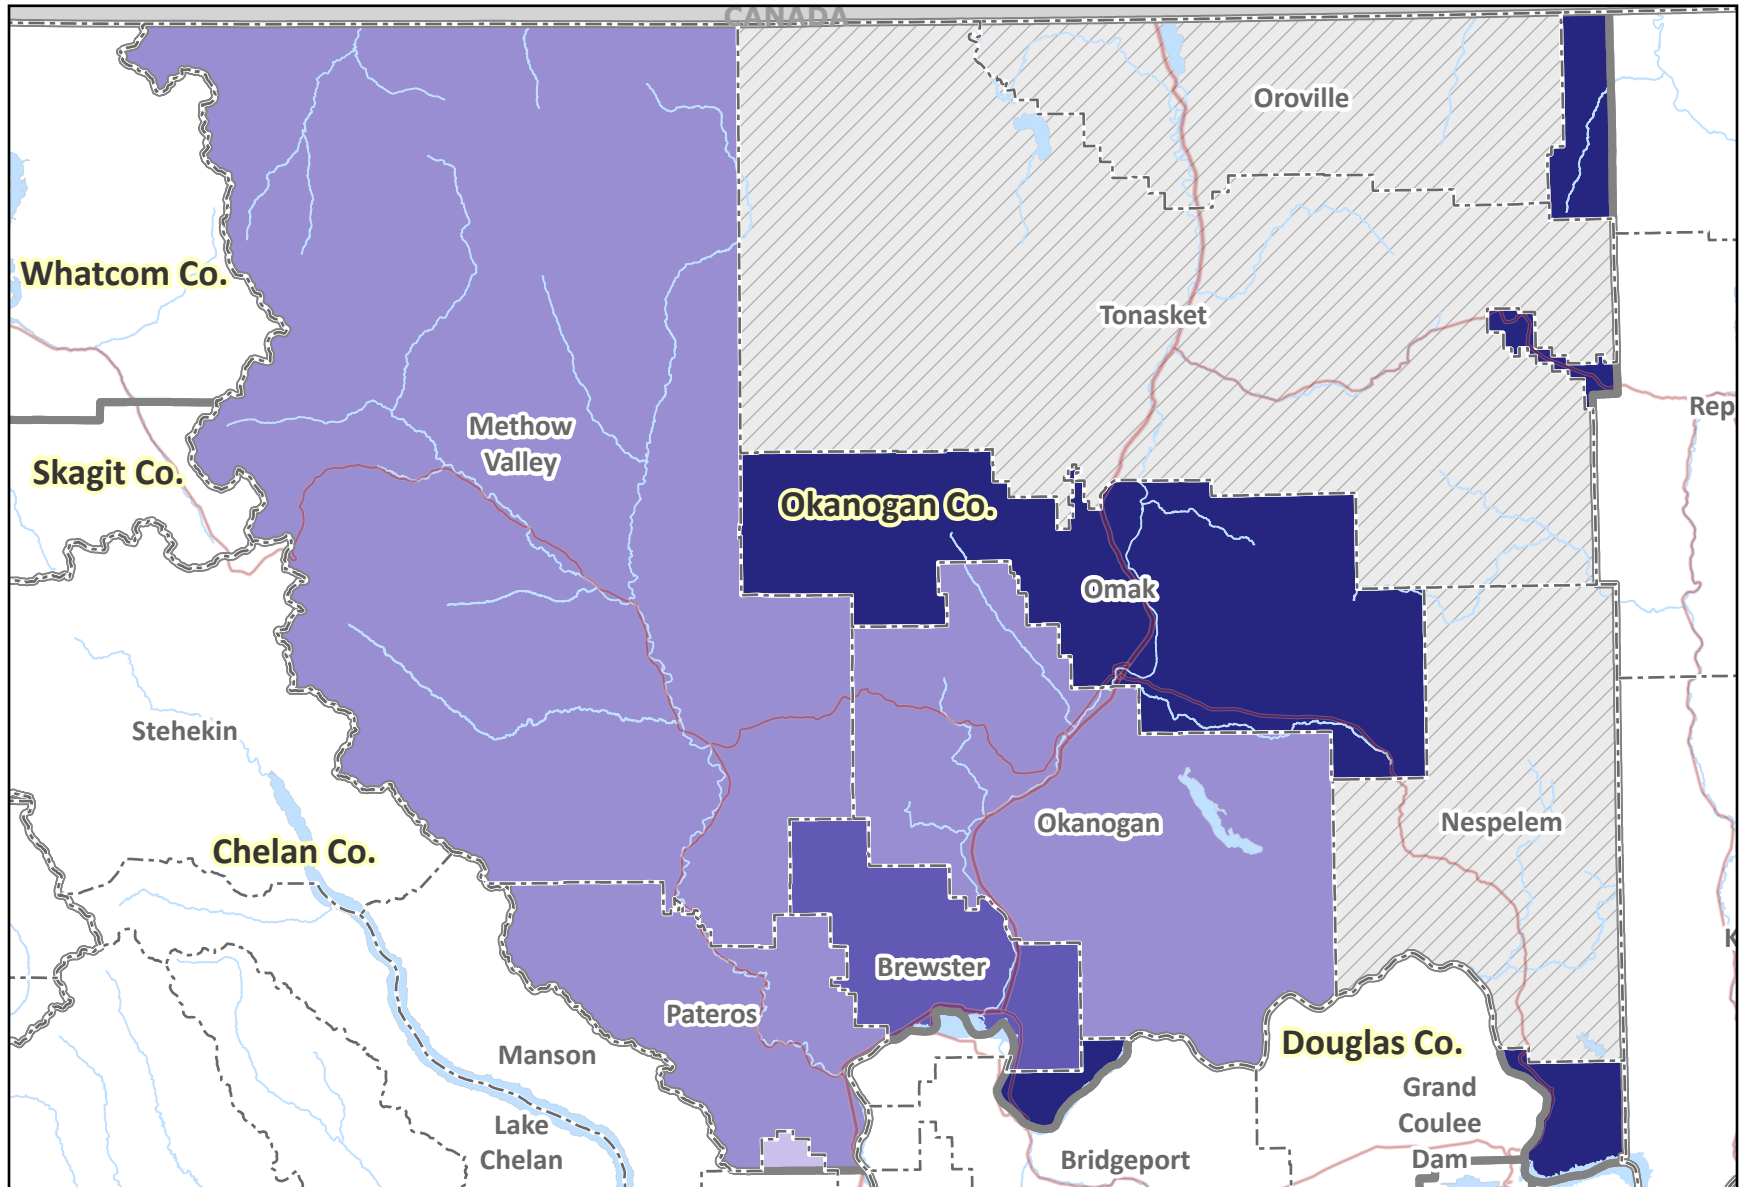 CANADA
Oroville
Whatcom Co.
Tonasket
Rep
Methow
Valley
Skagit Co.
Okanogan Co.
Omak
Stehekin
Okanogan
Nespelem
Chelan Co.
K
Brewster
Pateros
Douglas Co.
Manson
Grand
Coulee
Dam
Lake
Chelan
Bridgeport